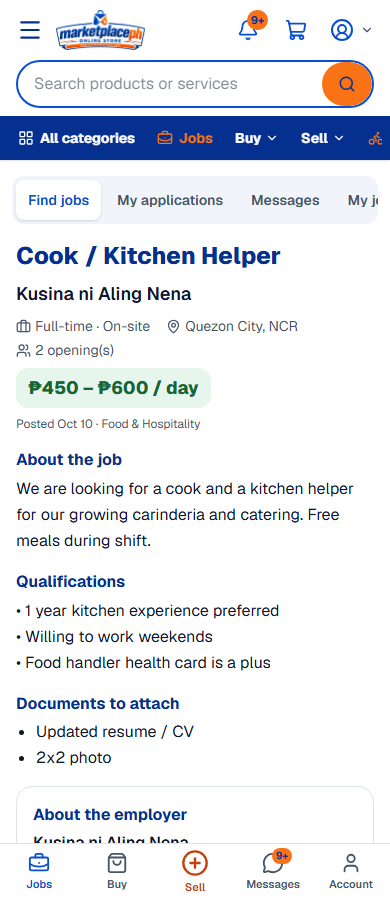 marketplaceph
ONLINE STORE
9+
Search products or services
All categories
Jobs
Buy
Sell
Find jobs
My applications
Messages
My j
Cook / Kitchen Helper
Kusina ni Aling Nena
Full-time · On-site
Quezon City, NCR
2 opening(s)
₱450 – ₱600 / day
Posted Oct 10 · Food & Hospitality
About the job
We are looking for a cook and a kitchen helper
for our growing carinderia and catering. Free
meals during shift.
Qualifications
• 1 year kitchen experience preferred
• Willing to work weekends
• Food handler health card is a plus
Documents to attach
• Updated resume / CV
• 2x2 photo
About the employer
Kusina ni Aling Nena
Jobs
Buy
Sell
9+
Messages
Account